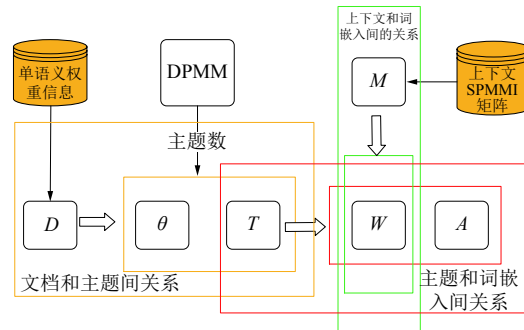 上下文和词
嵌入间的关系
单语义权
重信息
DPMM
M
上下文
SPMMI
矩阵
主题数
D
θ
T
W
A
文档和主题间关系
主题和词嵌
入间关系